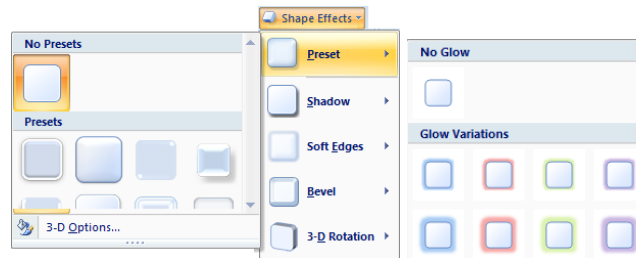 Shape Effects
No Presets
Presets
3-D Options...
Preset
Shadow
Soft Edges
Bevel
3-D Rotation
No Glow
Glow Variations